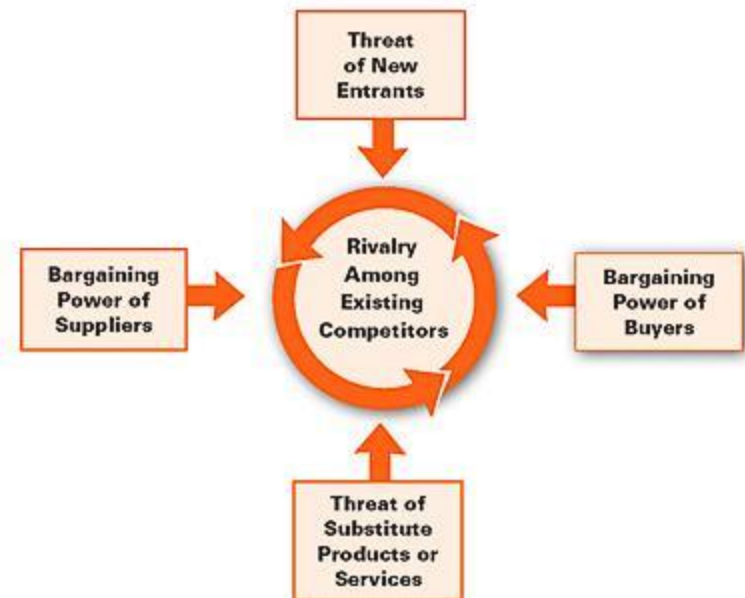 Threat
of New
Entrants
Bargaining
Power of
Suppliers
Rivalry
Among
Existing
Competitors
Bargaining
Power of
Buyers
Threat of
Substitute
Products or
Services